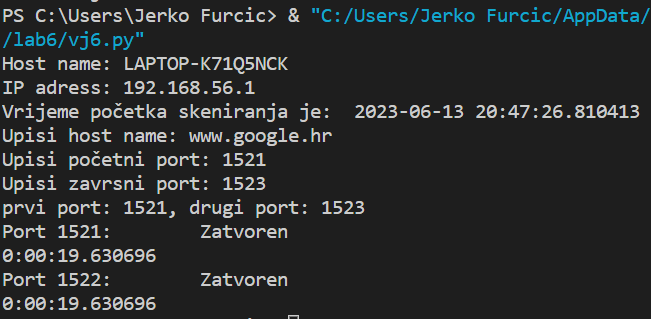 PS C:\Users\Jerko Furcic> & "C:/Users/Jerko Furcic/AppData/
/lab6/vj6.py"
Host name: LAPTOP-K71Q5NCK
IP adress: 192.168.56.1
Vrijeme početka skeniranja je:  2023-06-13 20:47:26.810413
Upisi host name: www.google.hr
Upisi početni port: 1521
Upisi zavrsni port: 1523
prvi port: 1521, drugi port: 1523
Port 1521:       Zatvoren
0:00:19.630696
Port 1522:       Zatvoren
0:00:19.630696